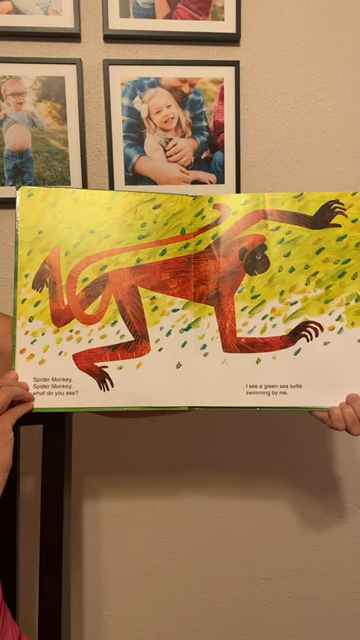 Spider Monkey,
Spider Monkey,
what do you see?
I see a green sea turtle
swimming by me.